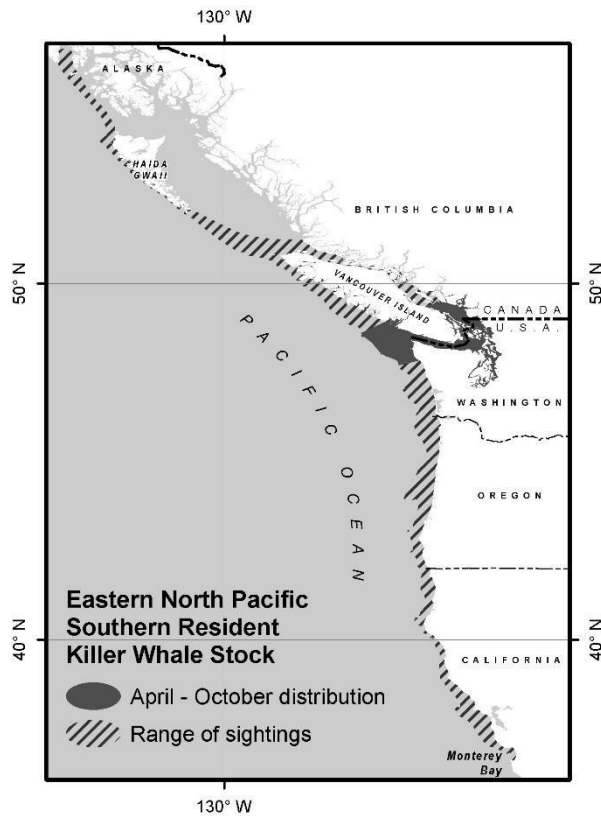 130° W
ALASKA
HAIDA
GWAII
BRITISH COLUMBIA
50° N
50° N
VANCOUVER ISLAND
CANADA
U.S.A.
PACIFIC OCEAN
WASHINGTON
OREGON
Eastern North Pacific
Southern Resident
Killer Whale Stock
40° N
40° N
CALIFORNIA
April - October distribution
Range of sightings
Monterey
Bay
130° W